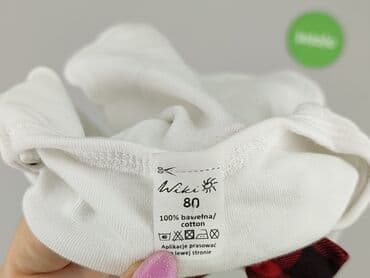 Wiki
80
100% bawełna/
cotton
Aplikacje prasować
lewej stronie